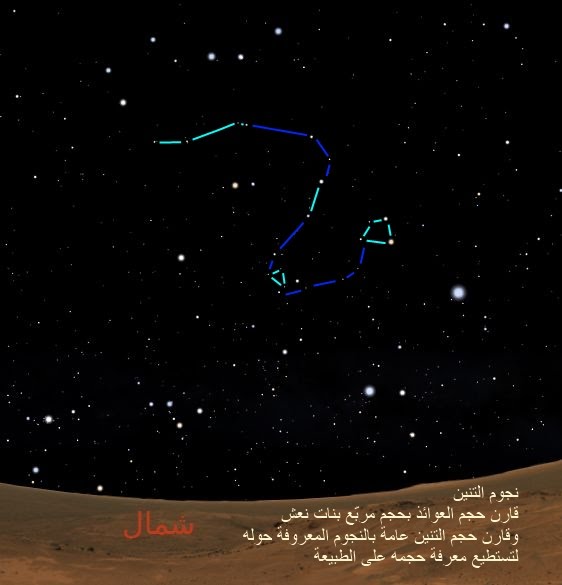 نجوم التنين
قارن حجم العوائذ بحجم مربّع بنات نعش
وقارن حجم التنين عامة بالنجوم المعروفة حوله
لتستطيع معرفة حجمه على الطبيعة
شمال